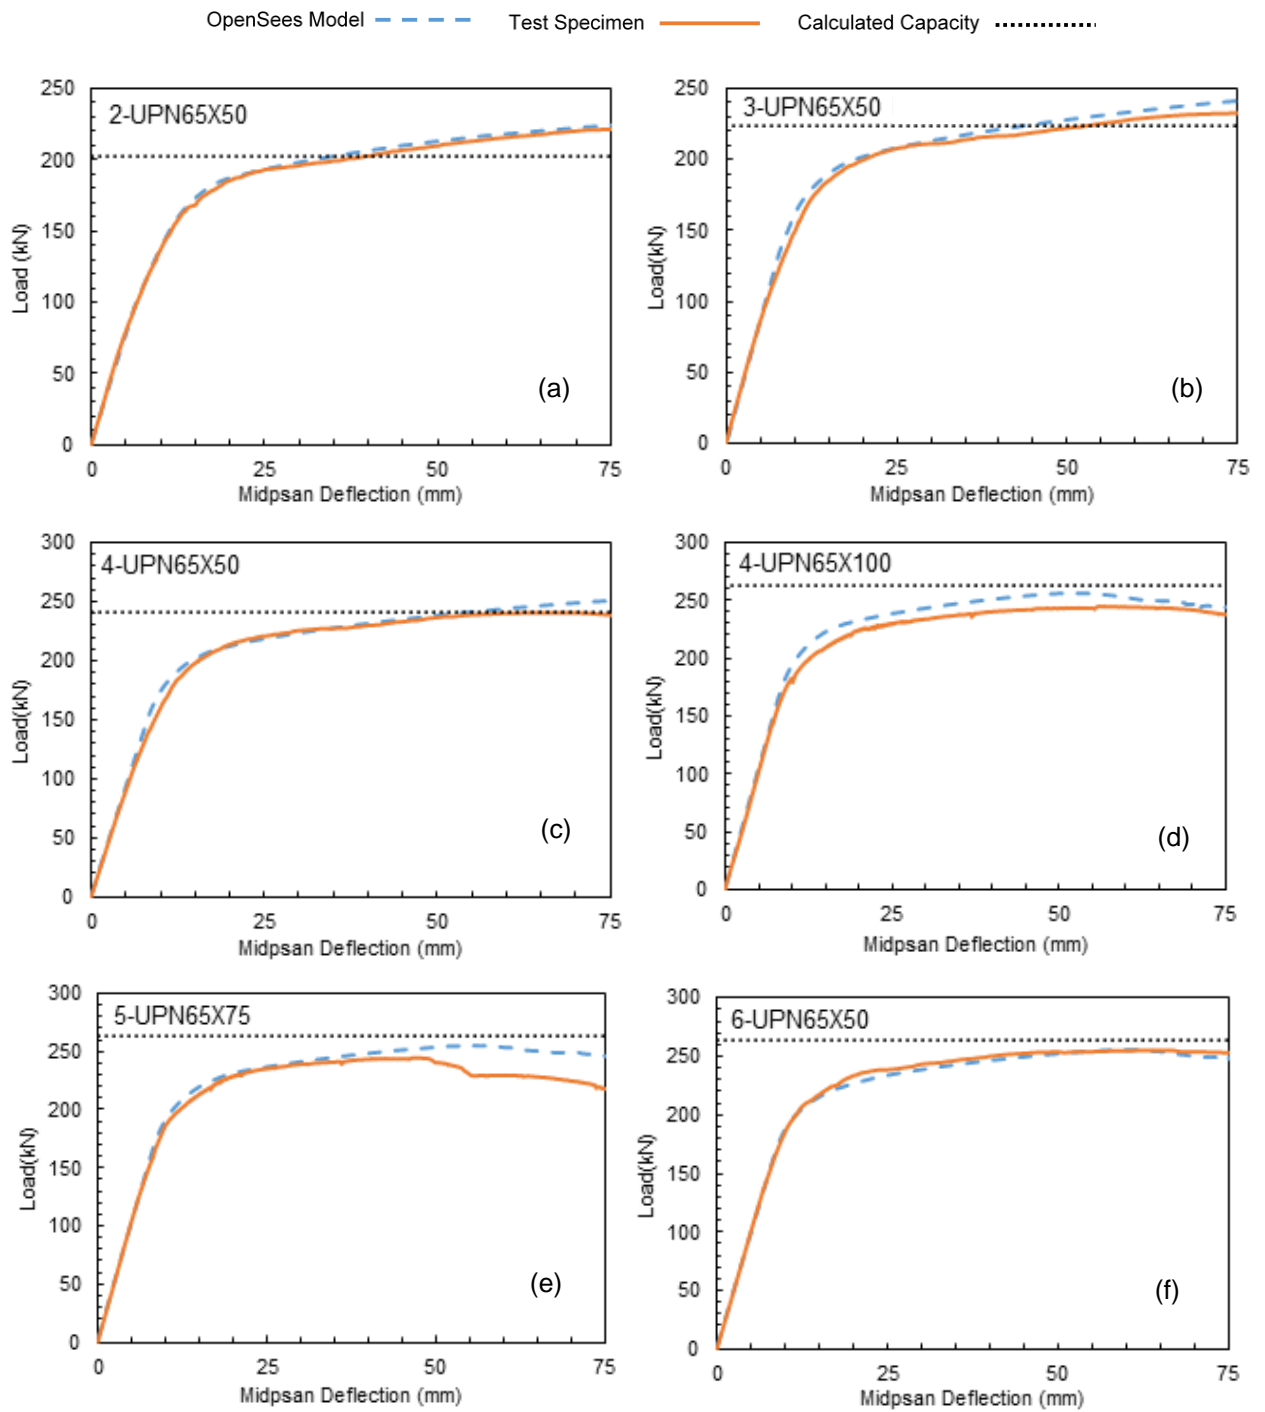 OpenSees Model Test Specimen Calculated Capacity
2-UPN65X50
250
200
150
100
50
0
Load (kN)
(a)
0 25 50 75
Midpsan Deflection (mm)
3-UPN65X50
250
200
150
100
50
0
Load(kN)
(b)
0 25 50 75
Midpsan Deflection (mm)
4-UPN65X50
300
250
200
150
100
50
0
Load(kN)
(c)
0 25 50 75
Midpsan Deflection (mm)
4-UPN65X100
300
250
200
150
100
50
0
Load(kN)
(d)
0 25 50 75
Midpsan Deflection (mm)
5-UPN65X75
300
250
200
150
100
50
0
Load(kN)
(e)
0 25 50 75
Midpsan Deflection (mm)
6-UPN65X50
300
250
200
150
100
50
0
Load(kN)
(f)
0 25 50 75
Midpsan Deflection (mm)